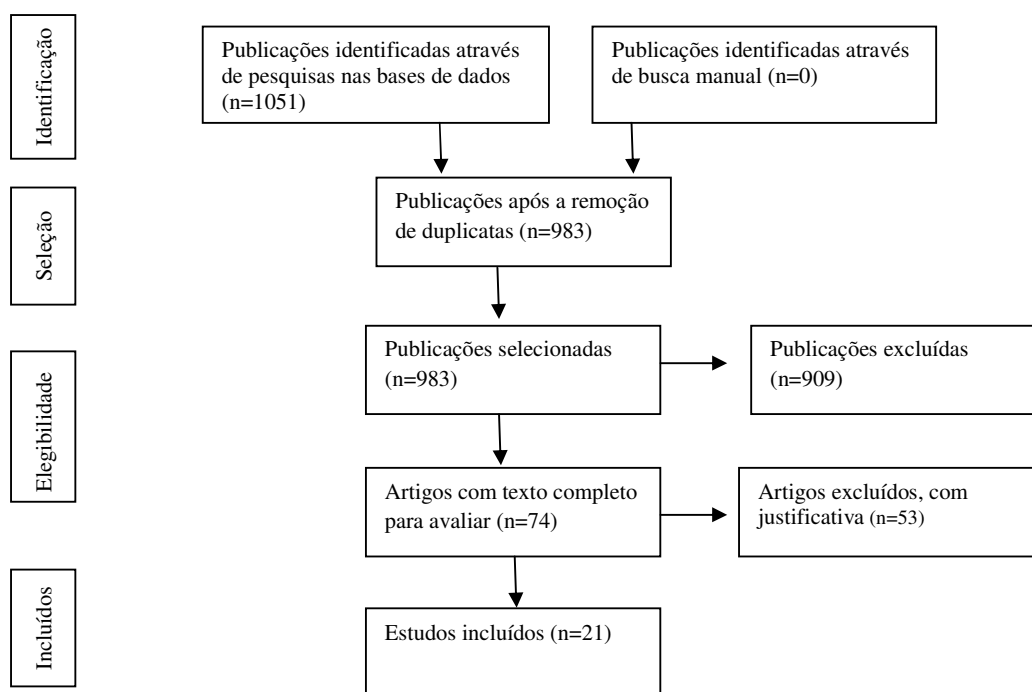 Identificação
Publicações identificadas através
de pesquisas nas bases de dados
(n=1051)
Publicações identificadas através
de busca manual (n=0)
Seleção
Publicações após a remoção
de duplicatas (n=983)
Elegibilidade
Publicações selecionadas
(n=983)
Publicações excluídas
(n=909)
Artigos com texto completo
para avaliar (n=74)
Artigos excluídos, com
justificativa (n=53)
Incluídos
Estudos incluídos (n=21)